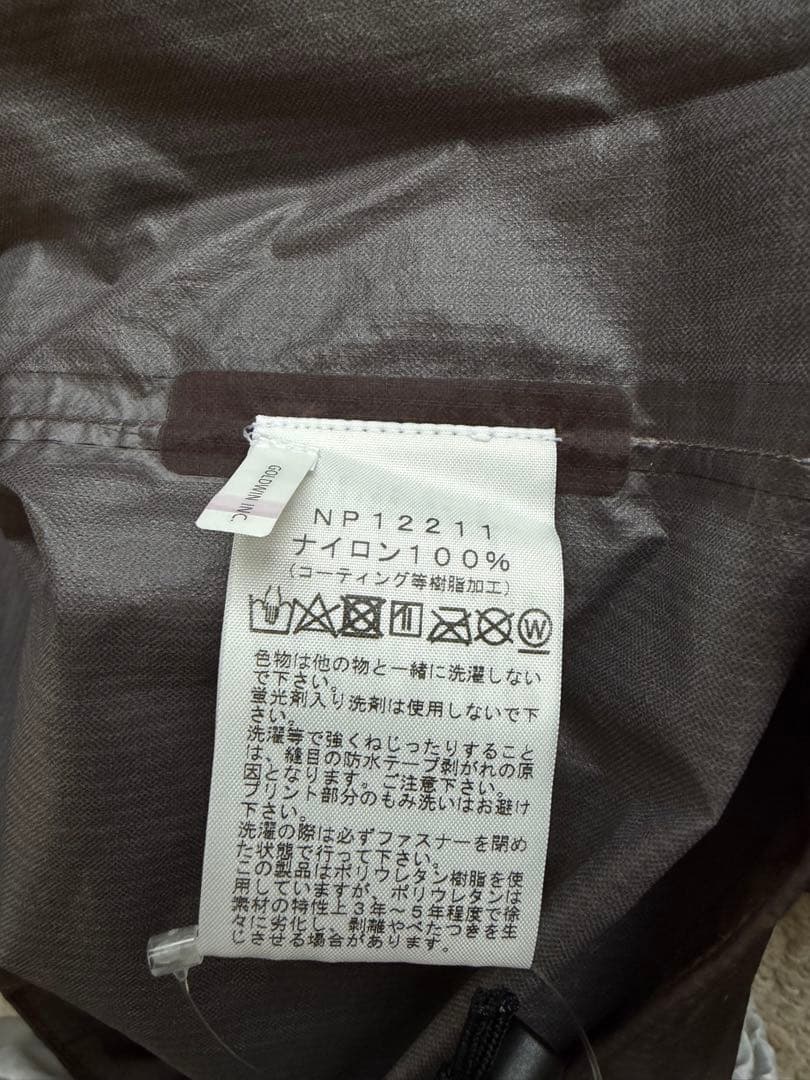 GOLDWIN INC.
NP12211
ナイロン100%
(コーティング等樹脂加工)
W
色物は他の物と一緒に洗濯しない
で下さい。
蛍光剤入り洗剤は使用しないで下
さい。
洗濯等で強くねじったりすること
は、縫目の防水テープ剥がれの原
因となります。ご注意下さい。
プリント部分のもみ洗いはお避け
下さい。
洗濯の際は必ずファスナーを閉め
た状態で行って下さい。
この製品はポリウレタン樹脂を使
用していますが、ポリウレタンは
素材の特性上3年～5年程度で徐
々に劣化し、剥離やべたつきを生
じさせる場合があります。